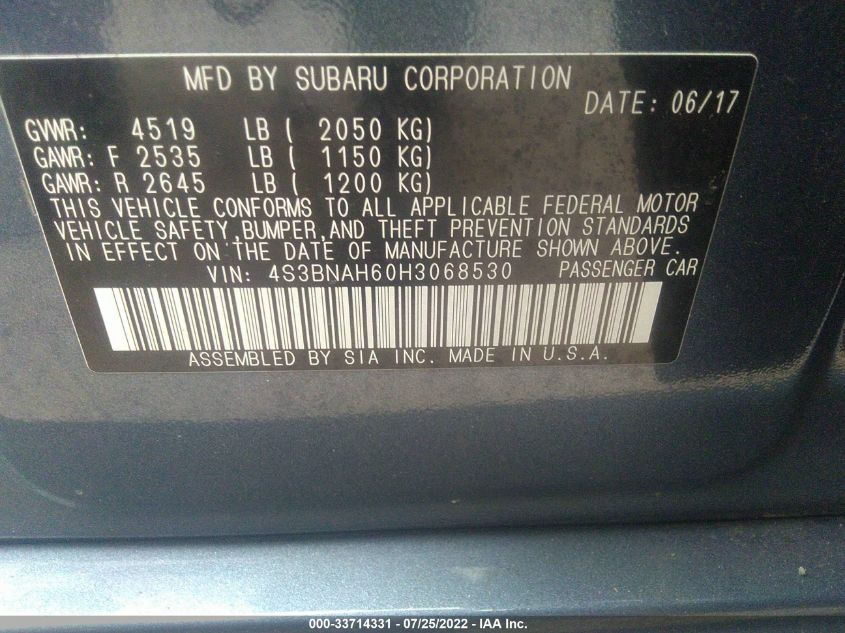 MFD BY SUBARU CORPORATION
DATE: 06/17
GVWR: 4519 LB ( 2050 KG)
GAWR: F 2535 LB ( 1150 KG)
GAWR: R 2645 LB ( 1200 KG)
THIS VEHICLE CONFORMS TO ALL APPLICABLE FEDERAL MOTOR
VEHICLE SAFETY,BUMPER,AND THEFT PREVENTION STANDARDS
IN EFFECT ON THE DATE OF MANUFACTURE SHOWN ABOVE.
VIN: 4S3BNAH60H3068530 PASSENGER CAR
ASSEMBLED BY SIA INC. MADE IN U.S.A.
000-33714331 - 07/25/2022 - IAA Inc.